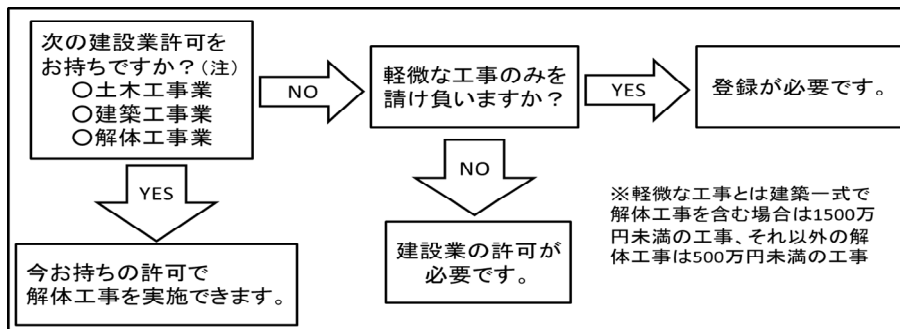 次の建設業許可を
お持ちですか？（注）
〇土木工事業
〇建築工事業
〇解体工事業
NO
軽微な工事のみを
請け負いますか？
YES
登録が必要です。
YES
今お持ちの許可で
解体工事を実施できます。
NO
建設業の許可が
必要です。
※軽微な工事とは建築一式で
解体工事を含む場合は1500万
円未満の工事、それ以外の解
体工事は500万円未満の工事